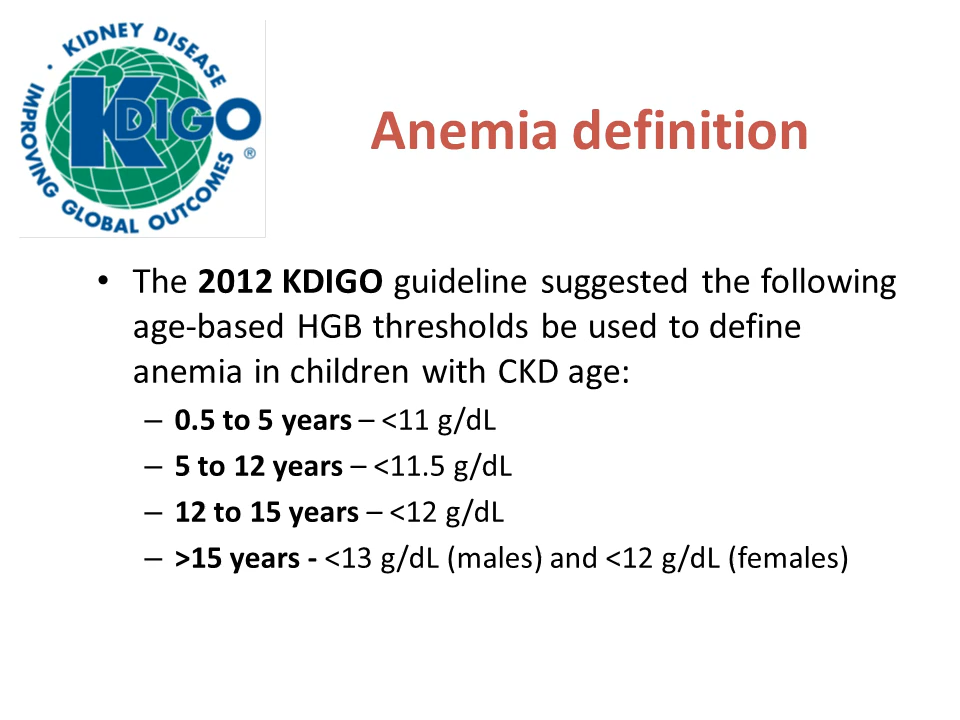 KIDNEY DISEASE
IMPROVING GLOBAL OUTCOMES
KDIGO®
Anemia definition
• The 2012 KDIGO guideline suggested the following
age-based HGB thresholds be used to define
anemia in children with CKD age:
– 0.5 to 5 years – <11 g/dL
– 5 to 12 years – <11.5 g/dL
– 12 to 15 years – <12 g/dL
– >15 years - <13 g/dL (males) and <12 g/dL (females)